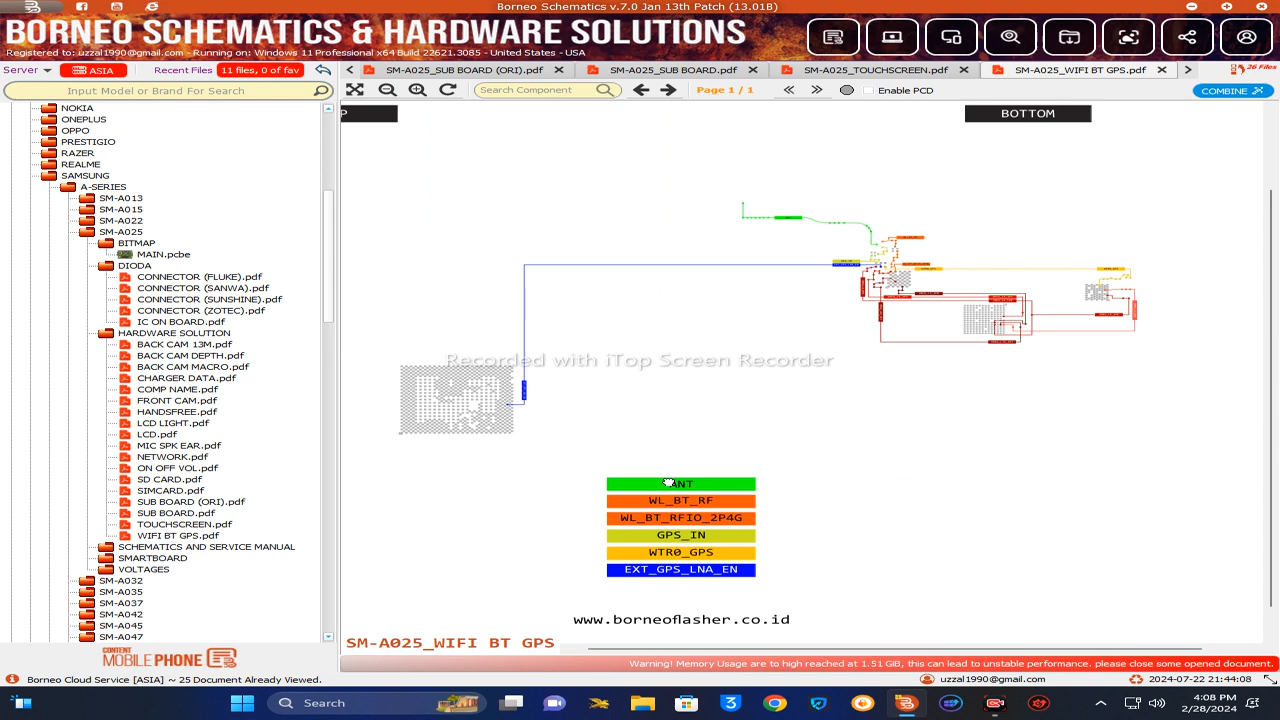 Borneo Schematics v.7.0 Jan 13th Patch (13.01B)
BORNEO SCHEMATICS & HARDWARE SOLUTIONS
Registered to: uzzal1990@gmail.com - Running on: Windows 11 Professional x64 Build 22621.3085 - United States - USA
Server ASIA Recent Files 11 files, 0 of fav
SM-A025_SUB BOARD (ORI).pdf SM-A025_SUB BOARD.pdf SM-A025_TOUCHSCREEN.pdf SM-A025_WIFI BT GPS.pdf 26 Files
Input Model or Brand For Search
Search Component Page 1 / 1 Enable PCD COMBINE
NOKIA
ONEPLUS
OPPO
PRESTIGIO
RAZER
REALME
SAMSUNG
A-SERIES
SM-A013
SM-A015
SM-A022
SM-A025
BITMAP
MAIN.pcbe
DIODA
CONNECTOR (JUKE).pdf
CONNECTOR (SANWA).pdf
CONNECTOR (SUNSHINE).pdf
CONNECTOR (ZOTEC).pdf
IC ON BOARD.pdf
HARDWARE SOLUTION
BACK CAM 13M.pdf
BACK CAM DEPTH.pdf
BACK CAM MACRO.pdf
CHARGER DATA.pdf
COMP NAME.pdf
FRONT CAM.pdf
HANDSFREE.pdf
LCD LIGHT.pdf
LCD.pdf
MIC SPK EAR.pdf
NETWORK.pdf
ON OFF VOL.pdf
SD CARD.pdf
SIMCARD.pdf
SUB BOARD (ORI).pdf
SUB BOARD.pdf
TOUCHSCREEN.pdf
WIFI BT GPS.pdf
SCHEMATICS AND SERVICE MANUAL
SMARTBOARD
VOLTAGES
SM-A032
SM-A035
SM-A037
SM-A042
SM-A045
SM-A047
P
BOTTOM
Recorded with iTop Screen Recorder
ANT
WL_BT_RF
WL_BT_RFIO_2P4G
GPS_IN
WTR0_GPS
EXT_GPS_LNA_EN
www.borneoflasher.co.id
SM-A025_WIFI BT GPS
CONTENT
MOBILE PHONE
Warning! Memory Usage are to high reached at 1.51 GiB, this can lead to unstable performance. please close some opened document.
Borneo Cloud Service [ASIA] ~ 25 Document Already Viewed.
uzzal1990@gmail.com 2024-07-22 21:44:08
Search
4:08 PM
2/28/2024